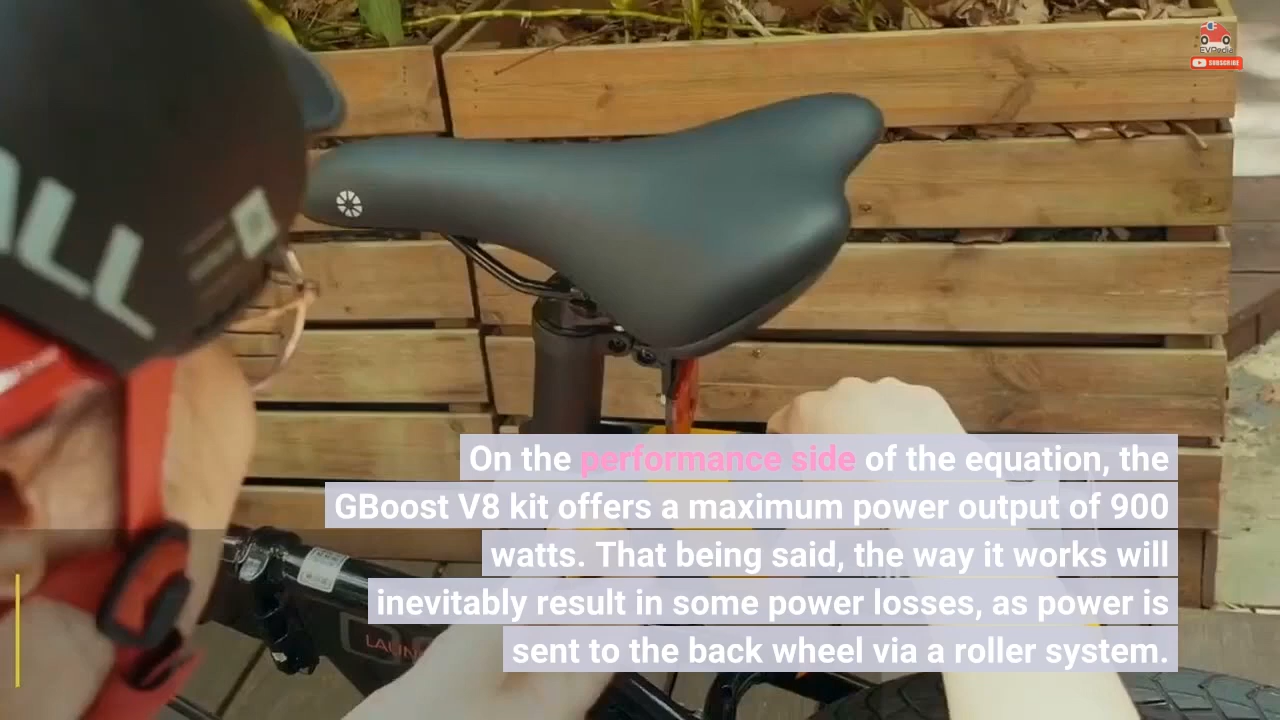 EVPedia
SUBSCRIBE
ALL
On the performance side of the equation, the
GBoost V8 kit offers a maximum power output of 900
watts. That being said, the way it works will
inevitably result in some power losses, as power is
sent to the back wheel via a roller system.
LAUN